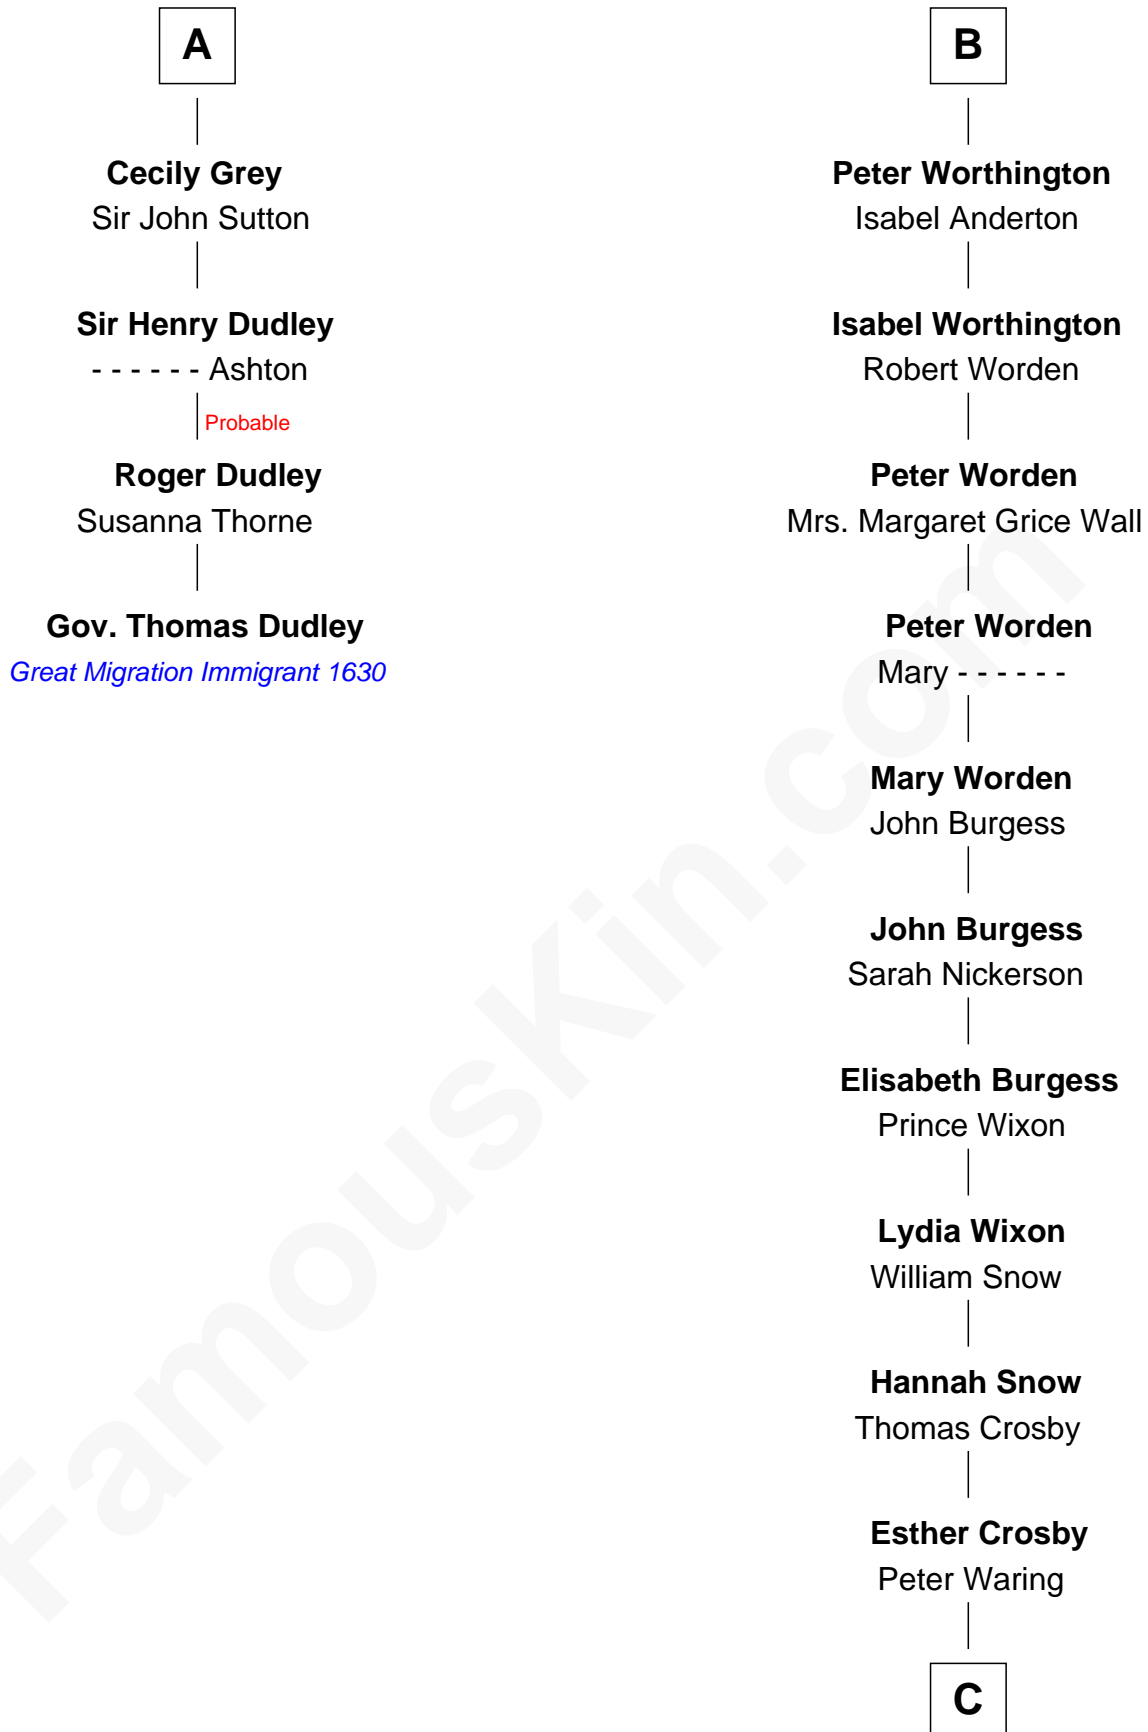 A
Cecily Grey
Sir John Sutton
Sir Henry Dudley
- - - - - - Ashton
Probable
Roger Dudley
Susanna Thorne
Gov. Thomas Dudley
Great Migration Immigrant 1630
B
Peter Worthington
Isabel Anderton
Isabel Worthington
Robert Worden
Peter Worden
Mrs. Margaret Grice Wall
Peter Worden
Mary - - - - - -
Mary Worden
John Burgess
John Burgess
Sarah Nickerson
Elisabeth Burgess
Prince Wixon
Lydia Wixon
William Snow
Hannah Snow
Thomas Crosby
Esther Crosby
Peter Waring
C
FamousKin.com